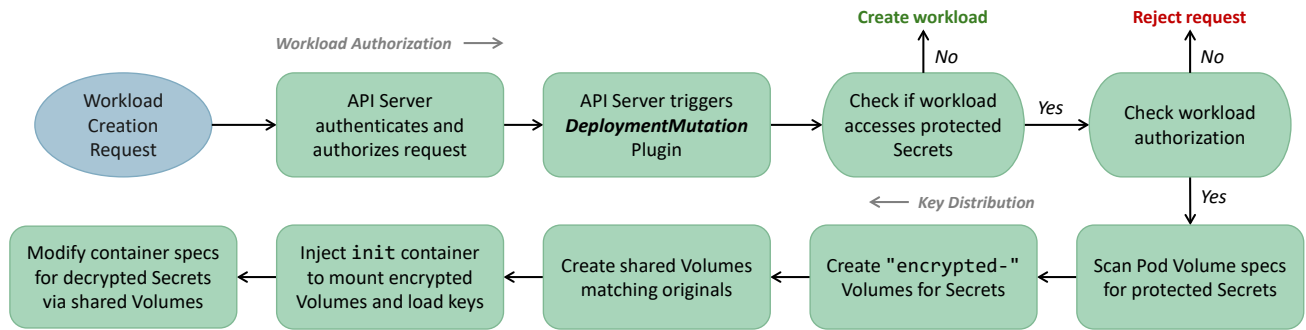 Create workload
Reject request
Workload Authorization
No
No
Workload
Creation
Request
API Server
authenticates and
authorizes request
API Server triggers
DeploymentMutation
Plugin
Check if workload
accesses protected
Secrets
Yes
Check workload
authorization
Key Distribution
Yes
Modify container specs
for decrypted Secrets
via shared Volumes
Inject init container
to mount encrypted
Volumes and load keys
Create shared Volumes
matching originals
Create "encrypted-"
Volumes for Secrets
Scan Pod Volume specs
for protected Secrets